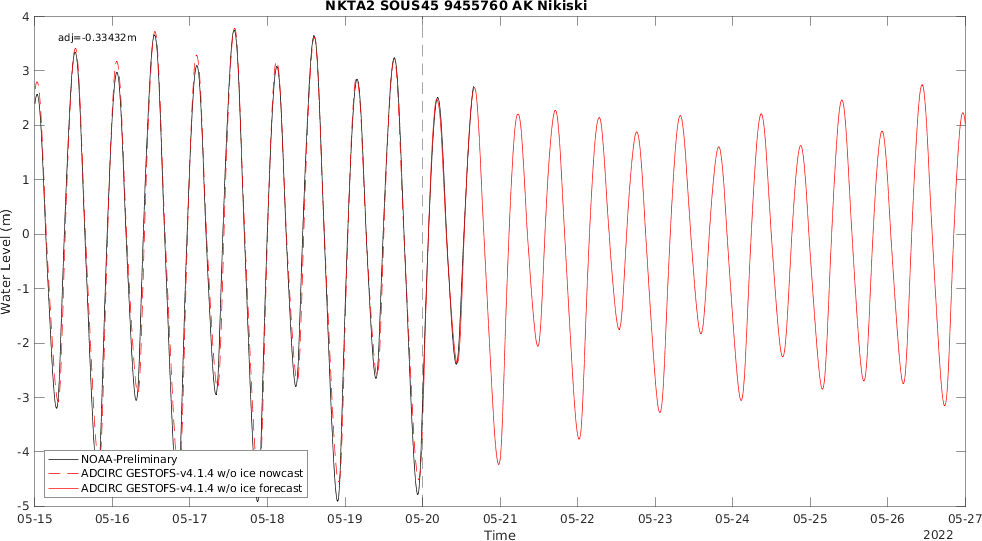 NKTA2 SOUS45 9455760 AK Nikiski
adj=-0.33432m
4
3
2
1
0
-1
-2
-3
-4
-5
Water Level (m)
NOAA-Preliminary
ADCIRC GESTOFS-v4.1.4 w/o ice nowcast
ADCIRC GESTOFS-v4.1.4 w/o ice forecast
05-15 05-16 05-17 05-18 05-19 05-20 05-21 05-22 05-23 05-24 05-25 05-26 05-27
Time
2022